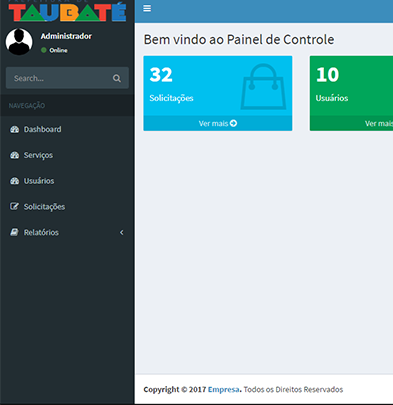 TAUBATÉ
Administrador
Online
Search...
NAVEGAÇÃO
Dashboard
Serviços
Usuários
Solicitações
Relatórios
Bem vindo ao Painel de Controle
32
Solicitações
Ver mais
10
Usuários
Ver mais
Copyright © 2017 Empresa. Todos os Direitos Reservados